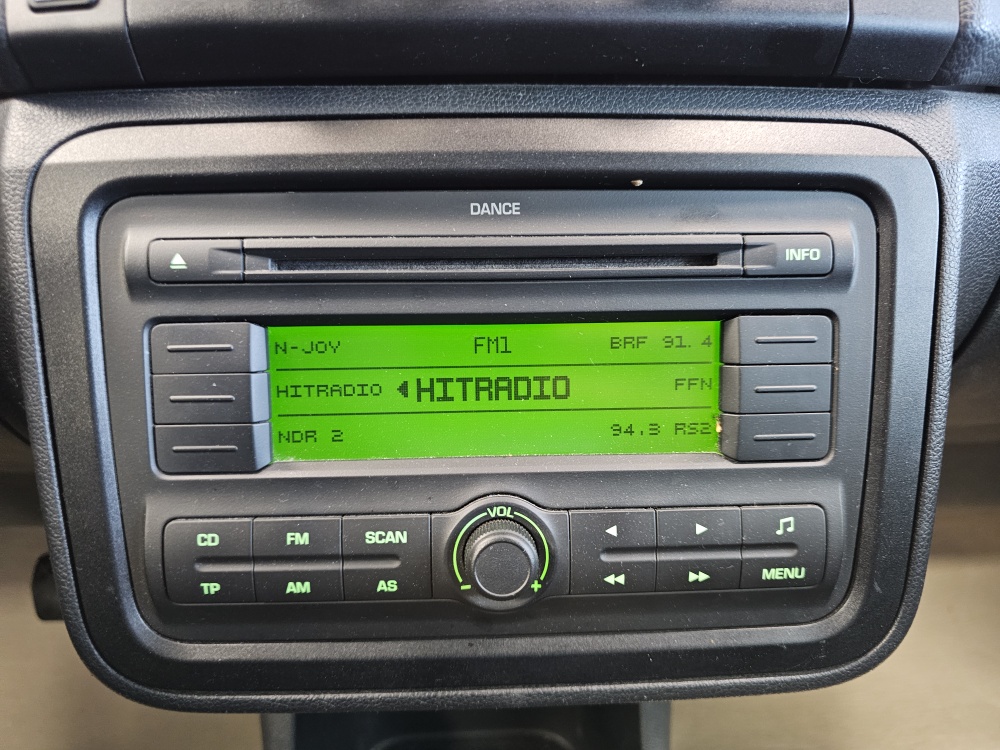 DANCE
INFO
N-JOY FM1 BRF 91.4
HITRADIO HITRADIO FFN
NDR 2 94.3 RS2
VOL
CD FM SCAN
TP AM AS - + MENU